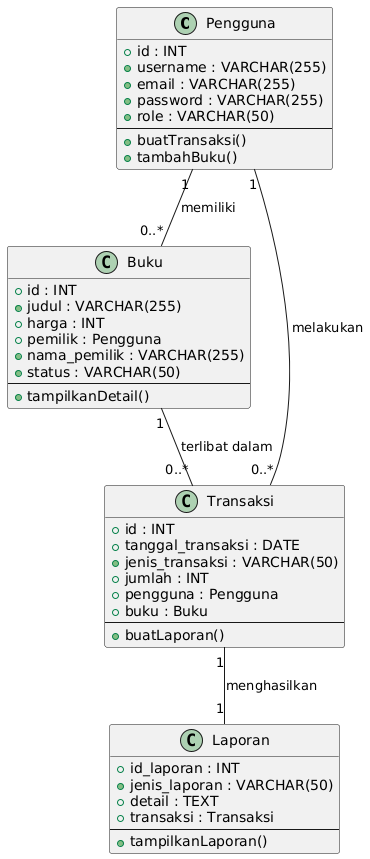 C Pengguna
id : INT
username : VARCHAR(255)
email : VARCHAR(255)
password : VARCHAR(255)
role : VARCHAR(50)
buatTransaksi()
tambahBuku()
1
1
memiliki
0..*
C Buku
id : INT
judul : VARCHAR(255)
harga : INT
pemilik : Pengguna
nama_pemilik : VARCHAR(255)
status : VARCHAR(50)
tampilkanDetail()
melakukan
1
terlibat dalam
0..*
0..*
C Transaksi
id : INT
tanggal_transaksi : DATE
jenis_transaksi : VARCHAR(50)
jumlah : INT
pengguna : Pengguna
buku : Buku
buatLaporan()
1
menghasilkan
1
C Laporan
id_laporan : INT
jenis_laporan : VARCHAR(50)
detail : TEXT
transaksi : Transaksi
tampilkanLaporan()